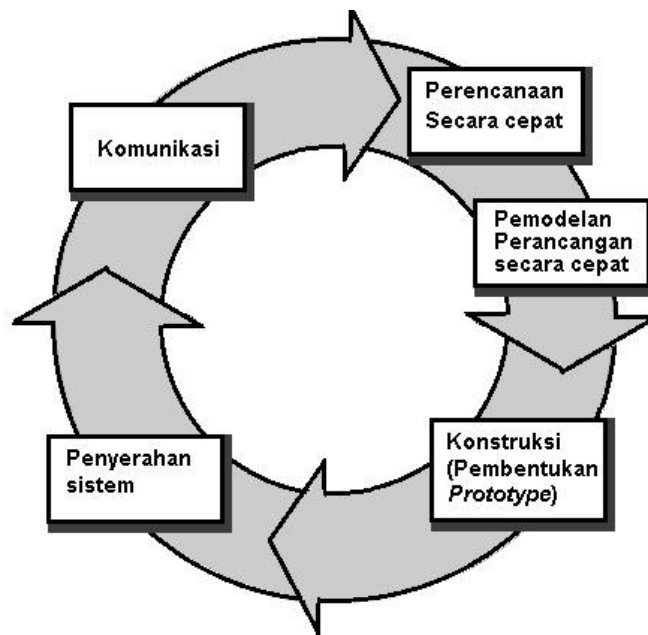 Komunikasi
Perencanaan
Secara cepat
Pemodelan
Perancangan
secara cepat
Konstruksi
(Pembentukan
Prototype)
Penyerahan
sistem